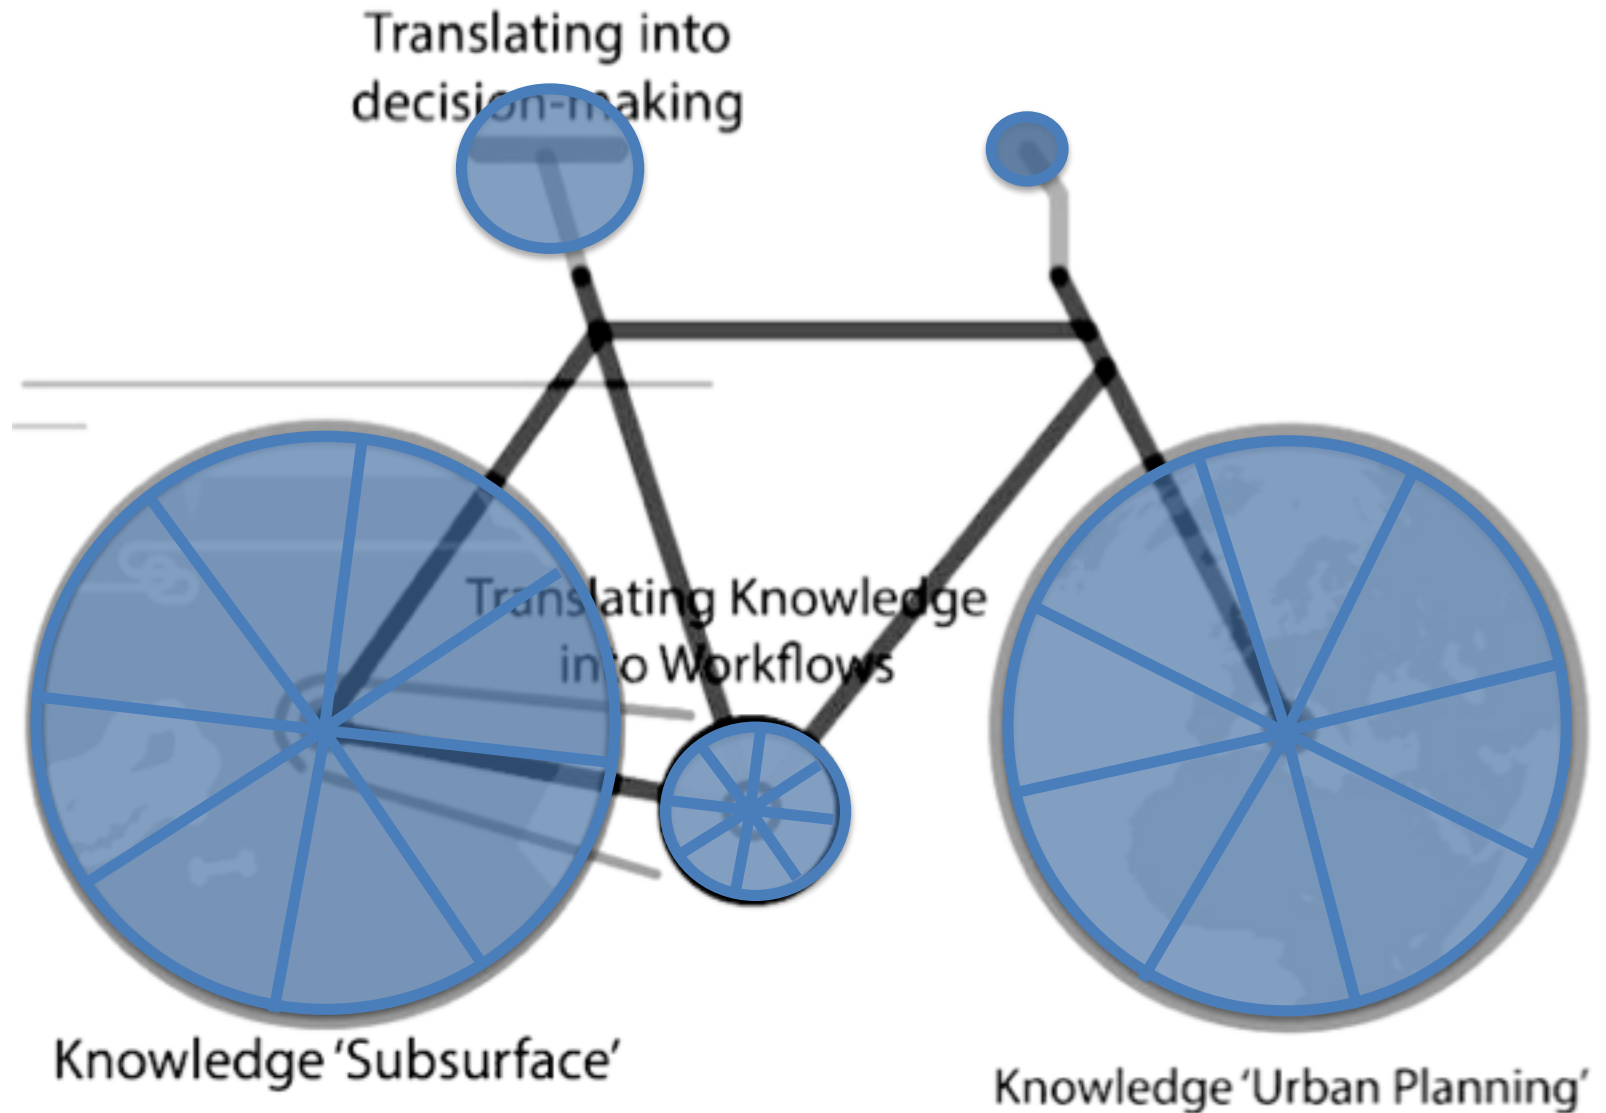 Translating into
decision-making
Translating Knowledge
into Workflows
Knowledge ‘Subsurface’
Knowledge ‘Urban Planning’